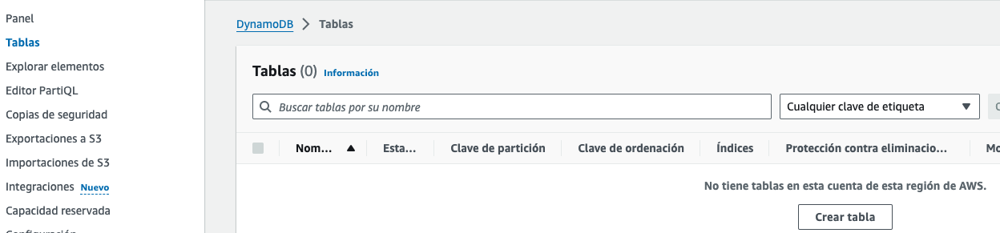 Panel
Tablas
Explorar elementos
Editor PartiQL
Copias de seguridad
Exportaciones a S3
Importaciones de S3
Integraciones Nuevo
Capacidad reservada
DynamoDB > Tablas
Tablas (0) Información
Buscar tablas por su nombre
Cualquier clave de etiqueta
Nom... Esta... Clave de partición Clave de ordenación Índices Protección contra eliminacio...
No tiene tablas en esta cuenta de esta región de AWS.
Crear tabla